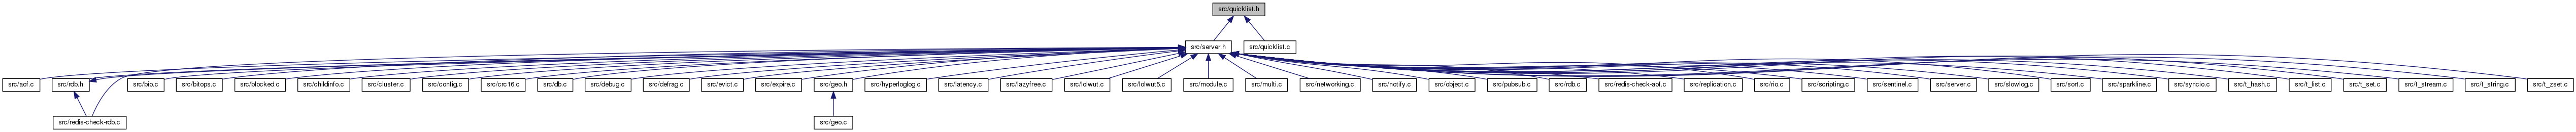 src/quicklist.h
src/server.h
src/quicklist.c
src/aof.c
src/rdb.h
src/bio.c
src/bitops.c
src/blocked.c
src/childinfo.c
src/cluster.c
src/config.c
src/crc16.c
src/db.c
src/debug.c
src/defrag.c
src/evict.c
src/expire.c
src/geo.h
src/hyperloglog.c
src/latency.c
src/lazyfree.c
src/lolwut.c
src/lolwut5.c
src/module.c
src/multi.c
src/networking.c
src/notify.c
src/object.c
src/pubsub.c
src/rdb.c
src/redis-check-aof.c
src/replication.c
src/rio.c
src/scripting.c
src/sentinel.c
src/server.c
src/slowlog.c
src/sort.c
src/sparkline.c
src/syncio.c
src/t_hash.c
src/t_list.c
src/t_set.c
src/t_stream.c
src/t_string.c
src/t_zset.c
src/redis-check-rdb.c
src/geo.c